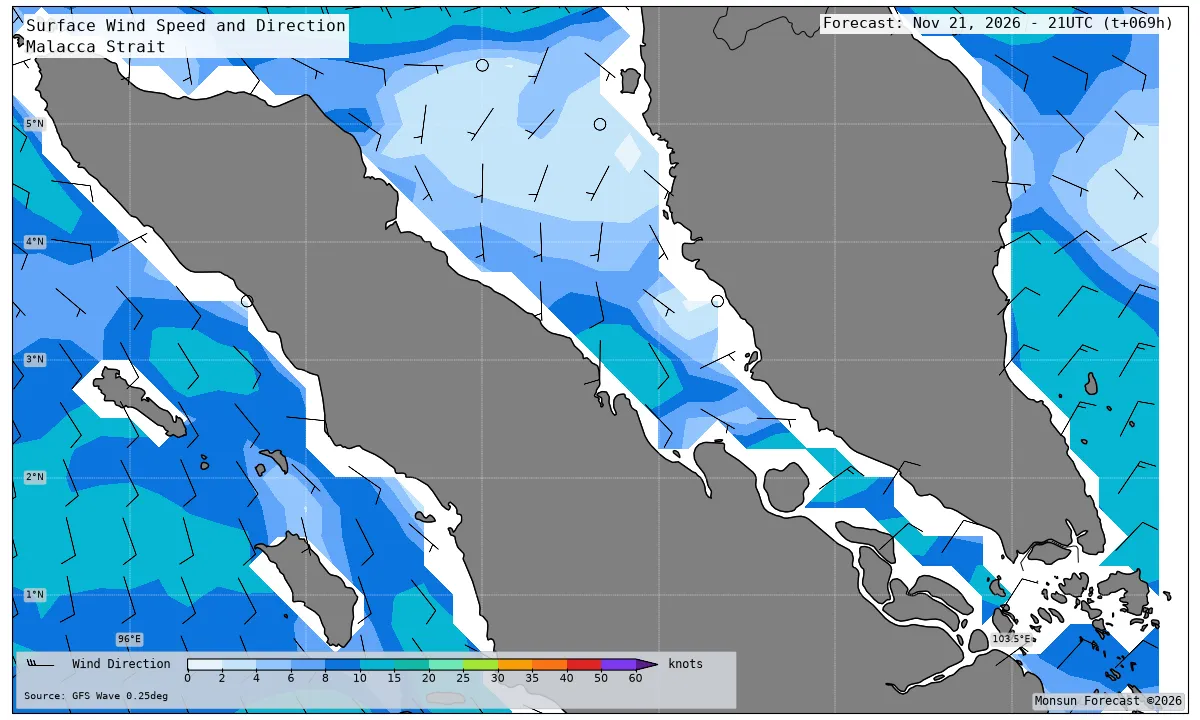 Surface Wind Speed and Direction
Malacca Strait
Forecast: Nov 21, 2026 - 21UTC (t+069h)
5°N
4°N
3°N
2°N
1°N
96°E
103.5°E
Wind Direction
knots
0 2 4 6 8 10 15 20 25 30 35 40 50 60
Source: GFS Wave 0.25deg
Monsun Forecast ©2026